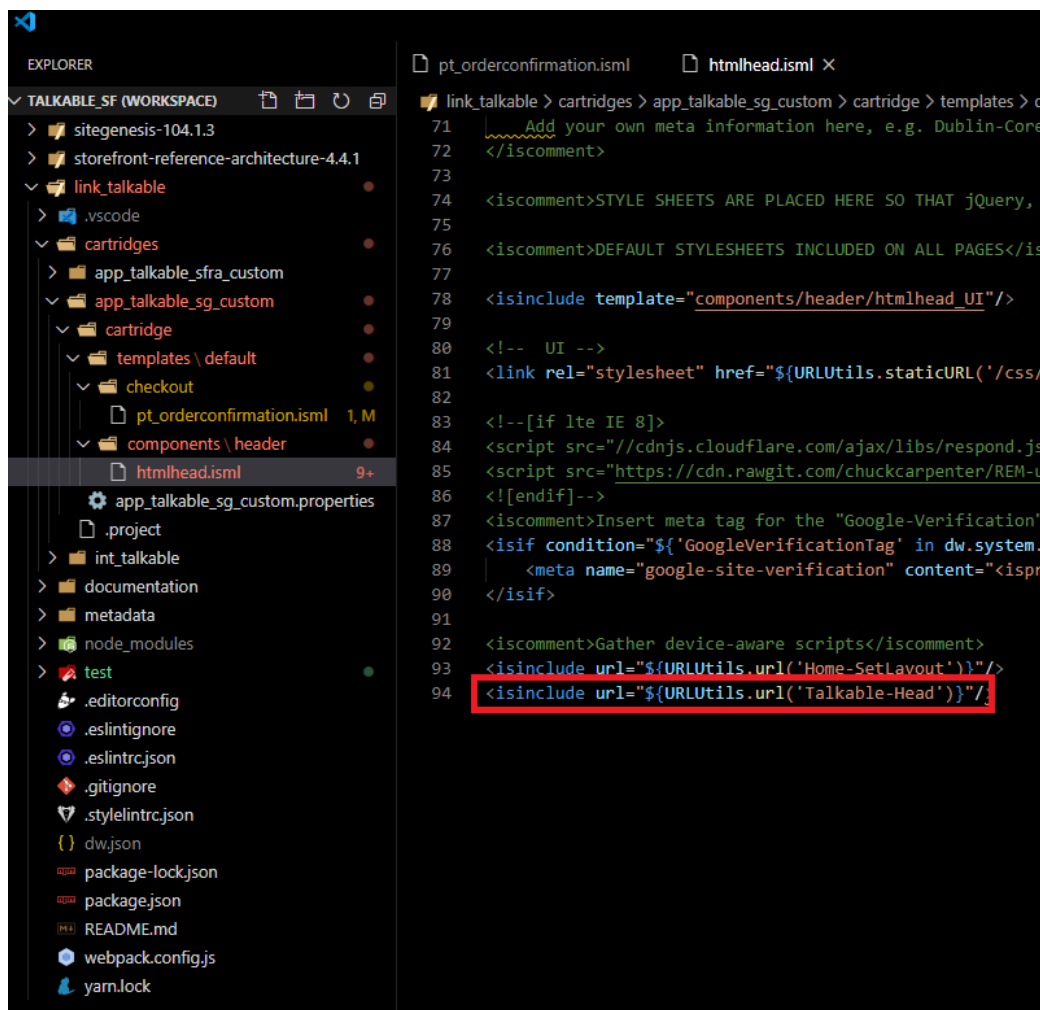 EXPLORER
TALKABLE_SF (WORKSPACE)
sitegenesis-104.1.3
storefront-reference-architecture-4.4.1
link_talkable
.vscode
cartridges
app_talkable_sfra_custom
app_talkable_sg_custom
cartridge
templates \ default
checkout
pt_orderconfirmation.isml 1, M
components \ header
htmlhead.isml 9+
app_talkable_sg_custom.properties
.project
int_talkable
documentation
metadata
node_modules
test
.editorconfig
.eslintignore
.eslintrc.json
.gitignore
.stylelintrc.json
{ } dw.json
package-lock.json
package.json
README.md
webpack.config.js
yarn.lock
pt_orderconfirmation.isml htmlhead.isml ×
link_talkable > cartridges > app_talkable_sg_custom > cartridge > templates >
71 Add your own meta information here, e.g. Dublin-Core
72 </iscomment>
73
74 <iscomment>STYLE SHEETS ARE PLACED HERE SO THAT jQuery,
75
76 <iscomment>DEFAULT STYLESHEETS INCLUDED ON ALL PAGES</is
77
78 <isinclude template="components/header/htmlhead_UI"/>
79
80 <!-- UI -->
81 <link rel="stylesheet" href="${URLUtils.staticURL('/css/
82
83 <!--[if lte IE 8]>
84 <script src="//cdnjs.cloudflare.com/ajax/libs/respond.js
85 <script src="https://cdn.rawgit.com/chuckcarpenter/REM-u
86 <![endif]-->
87 <iscomment>Insert meta tag for the "Google-Verification"
88 <isif condition="${'GoogleVerificationTag' in dw.system.
89 <meta name="google-site-verification" content="<ispr
90 </isif>
91
92 <iscomment>Gather device-aware scripts</iscomment>
93 <isinclude url="${URLUtils.url('Home-SetLayout')}"/>
94 <isinclude url="${URLUtils.url('Talkable-Head')}"/>